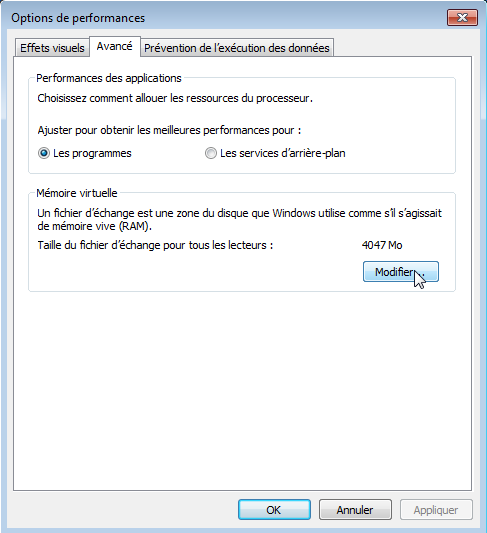 Options de performances
Effets visuels
Avancé
Prévention de l'exécution des données
Performances des applications
Choisissez comment allouer les ressources du processeur.
Ajuster pour obtenir les meilleures performances pour :
Les programmes
Les services d'arrière-plan
Mémoire virtuelle
Un fichier d'échange est une zone du disque que Windows utilise comme s'il s'agissait
de mémoire vive (RAM).
Taille du fichier d'échange pour tous les lecteurs :
4047 Mo
Modifier...
OK
Annuler
Appliquer